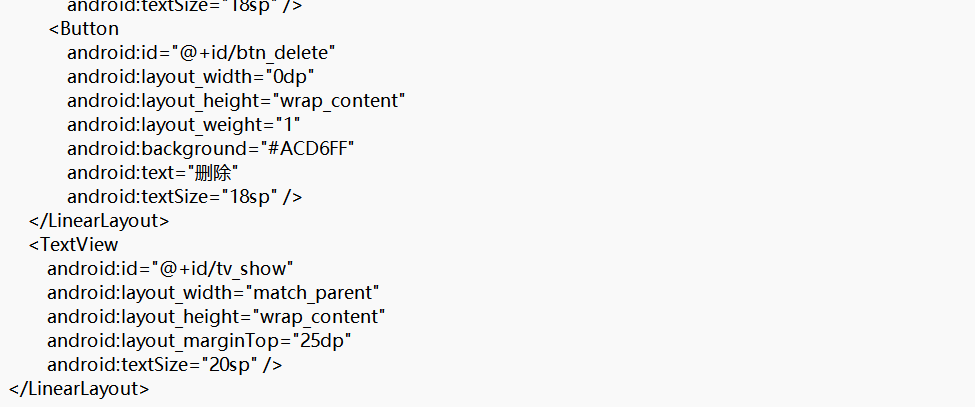 android:textSize="18sp" />
<Button
android:id="@+id/btn_delete"
android:layout_width="0dp"
android:layout_height="wrap_content"
android:layout_weight="1"
android:background="#ACD6FF"
android:text="删除"
android:textSize="18sp" />
</LinearLayout>
<TextView
android:id="@+id/tv_show"
android:layout_width="match_parent"
android:layout_height="wrap_content"
android:layout_marginTop="25dp"
android:textSize="20sp" />
</LinearLayout>